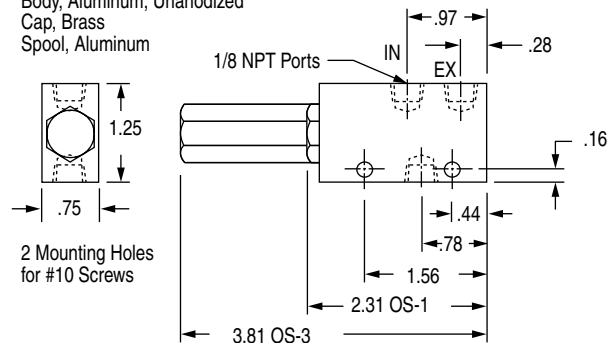 Body, Aluminum, Unanodized
Cap, Brass
Spool, Aluminum
1/8 NPT Ports
IN
EX
.97
.28
1.25
.75
.16
.44
.78
1.56
2.31 OS-1
3.81 OS-3
2 Mounting Holes
for #10 Screws